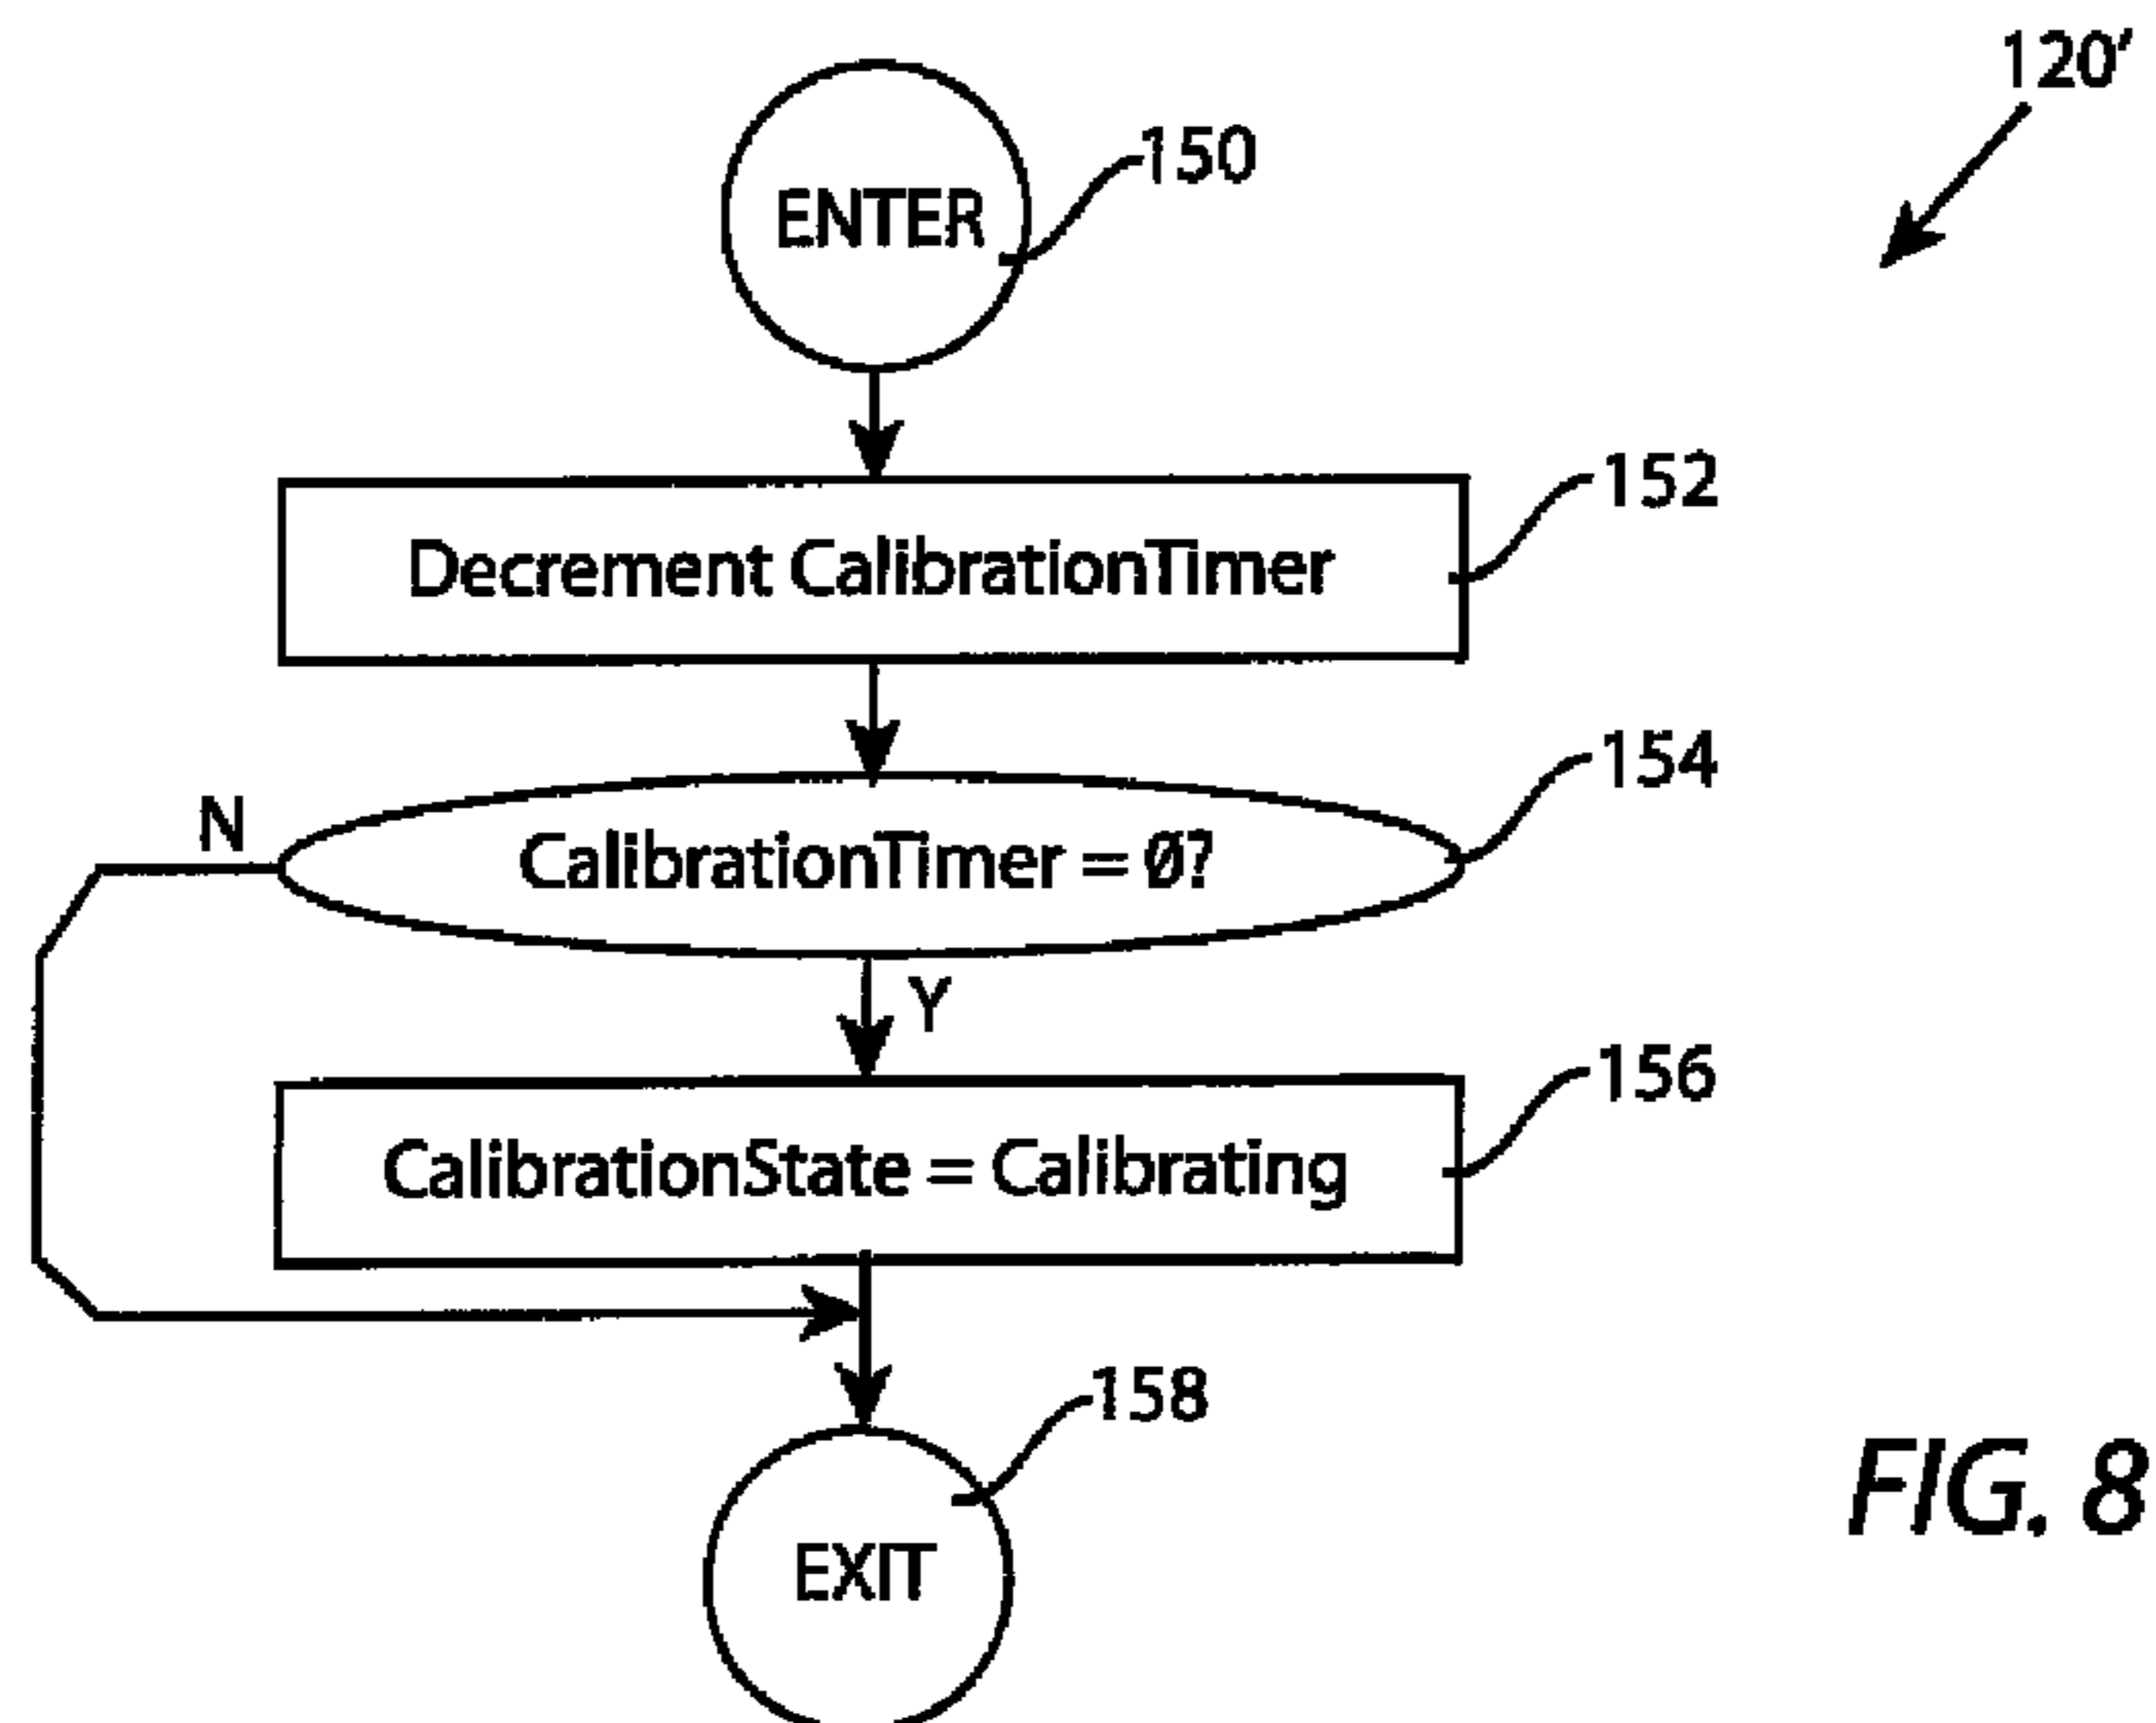 120'
150
ENTER
152
Decrement CalibrationTimer
154
N
CalibrationTimer = Ø?
Y
156
CalibrationState = Calibrating
158
EXIT
FIG. 8